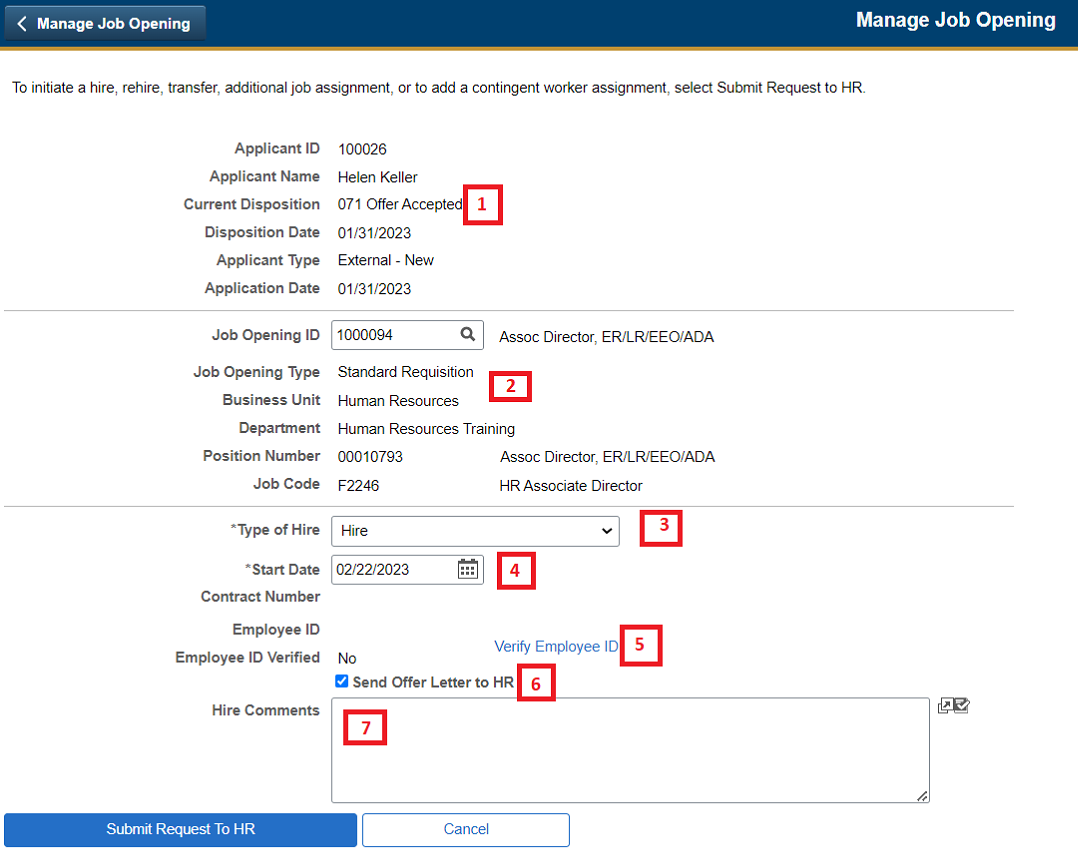 Manage Job Opening
Manage Job Opening
To initiate a hire, rehire, transfer, additional job assignment, or to add a contingent worker assignment, select Submit Request to HR.
Applicant ID 100026
Applicant Name Helen Keller
Current Disposition 071 Offer Accepted 1
Disposition Date 01/31/2023
Applicant Type External - New
Application Date 01/31/2023
Job Opening ID 1000094 Assoc Director, ER/LR/EEO/ADA
Job Opening Type Standard Requisition
2
Business Unit Human Resources
Department Human Resources Training
Position Number 00010793 Assoc Director, ER/LR/EEO/ADA
Job Code F2246 HR Associate Director
*Type of Hire Hire 3
*Start Date 02/22/2023 4
Contract Number
Employee ID
Verify Employee ID 5
Employee ID Verified No
Send Offer Letter to HR 6
Hire Comments
7
Submit Request To HR Cancel